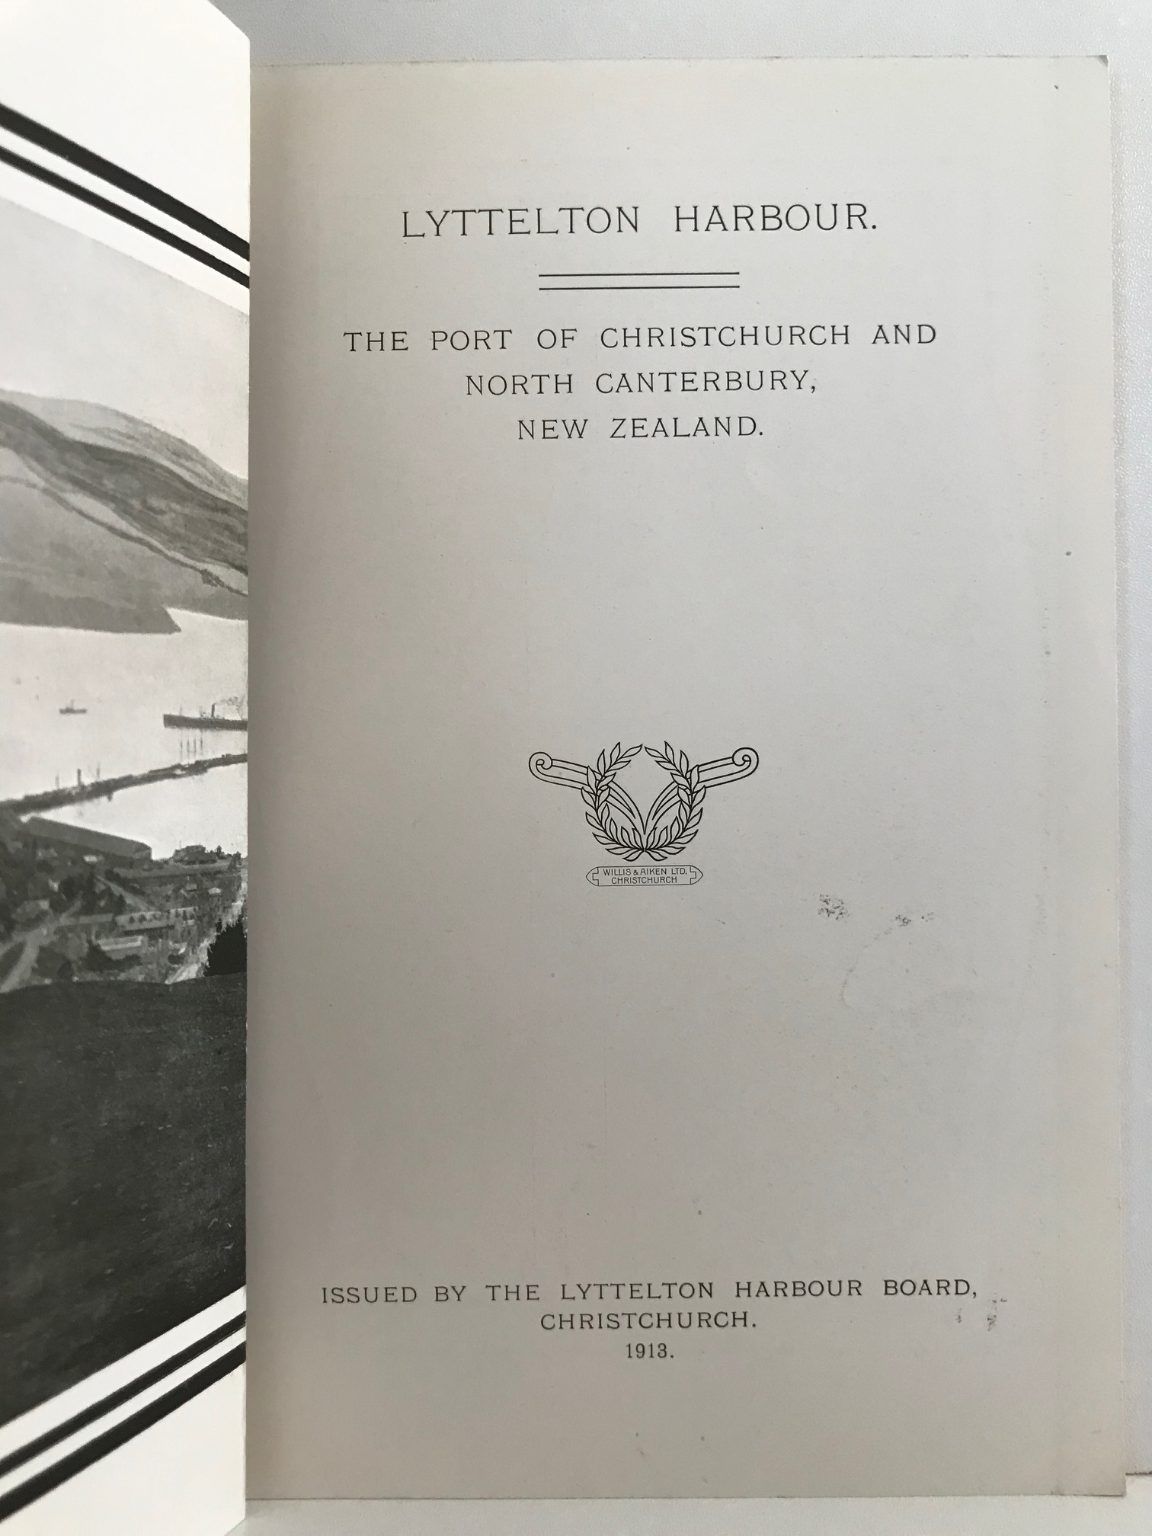 LYTTELTON HARBOUR.
THE PORT OF CHRISTCHURCH AND
NORTH CANTERBURY,
NEW ZEALAND.
WILLIS & AIKEN LTD.
CHRISTCHURCH
ISSUED BY THE LYTTELTON HARBOUR BOARD,
CHRISTCHURCH.
1913.